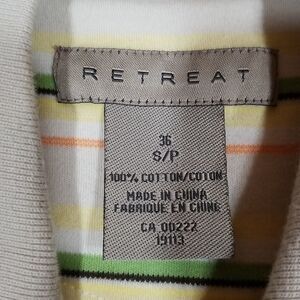 RETREAT
36
S/P
100% COTTON/COTON
MADE IN CHINA
FABRIQUE EN CHINE
CA 00222
19113